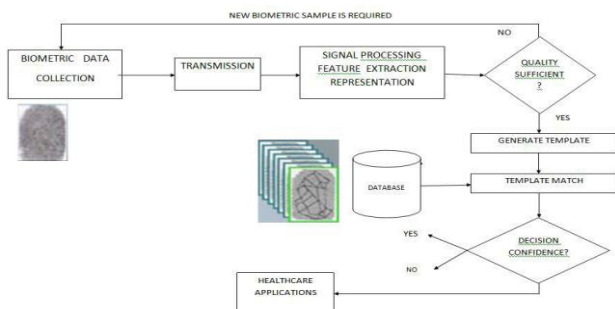 NEW BIOMETRIC SAMPLE IS REQUIRED
NO
BIOMETRIC DATA
COLLECTION
TRANSMISSION
SIGNAL PROCESSING
FEATURE EXTRACTION
REPRESENTATION
QUALITY
SUFFICIENT
?
YES
GENERATE TEMPLATE
DATABASE
TEMPLATE MATCH
YES
DECISION
CONFIDENCE?
NO
HEALTHCARE
APPLICATIONS